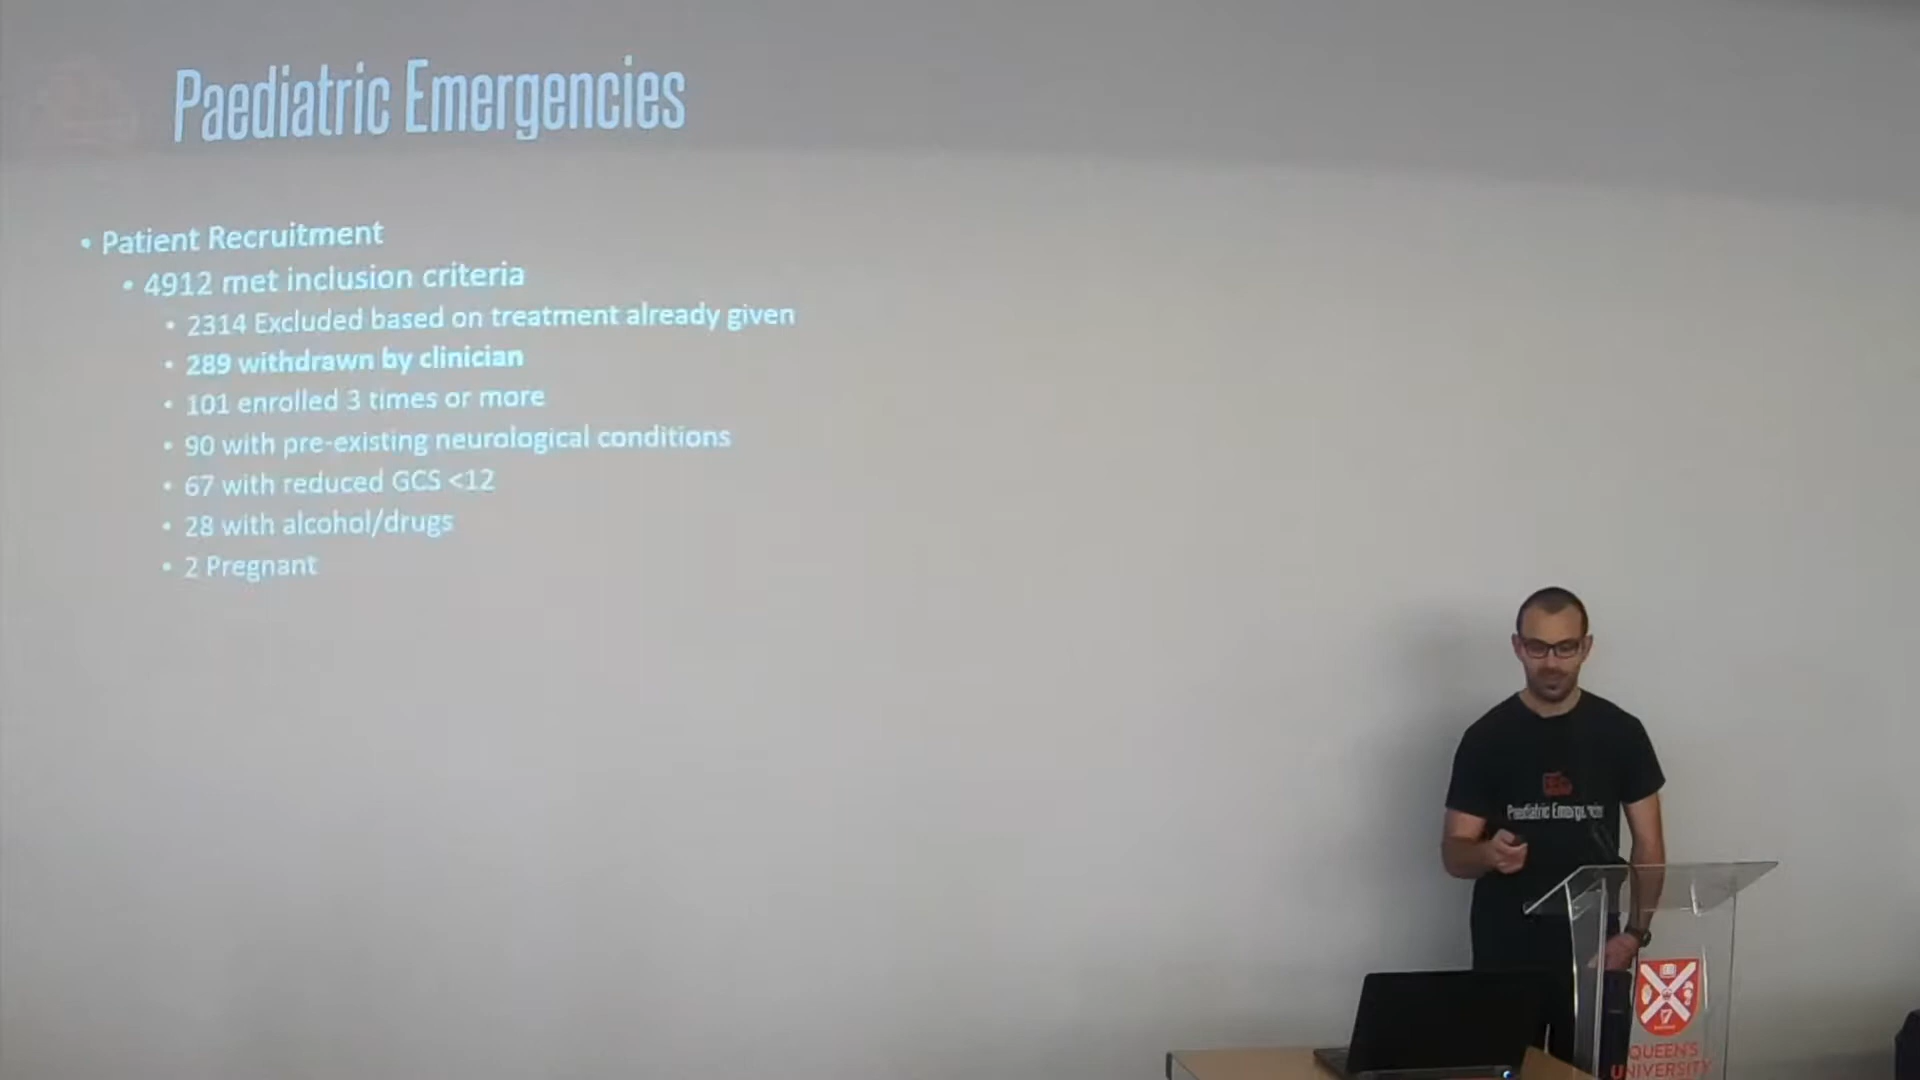 Paediatric Emergencies
• Patient Recruitment
• 4912 met inclusion criteria
• 2314 Excluded based on treatment already given
• 289 withdrawn by clinician
• 101 enrolled 3 times or more
• 90 with pre-existing neurological conditions
• 67 with reduced GCS <12
• 28 with alcohol/drugs
• 2 Pregnant
Paediatric Emergencies
QUEEN'S
UNIVERSITY